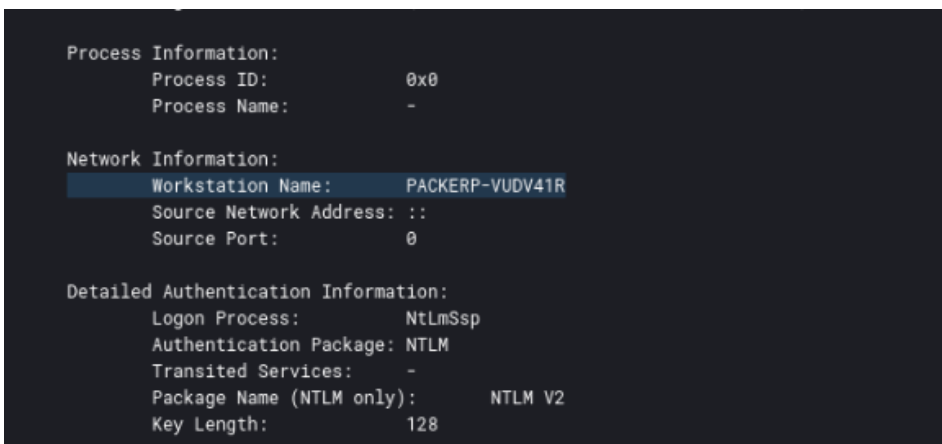 Process Information:
Process ID: 0x0
Process Name: -
Network Information:
Workstation Name: PACKERP-VUDV41R
Source Network Address: ::
Source Port: 0
Detailed Authentication Information:
Logon Process: NtLmSsp
Authentication Package: NTLM
Transited Services: -
Package Name (NTLM only): NTLM V2
Key Length: 128